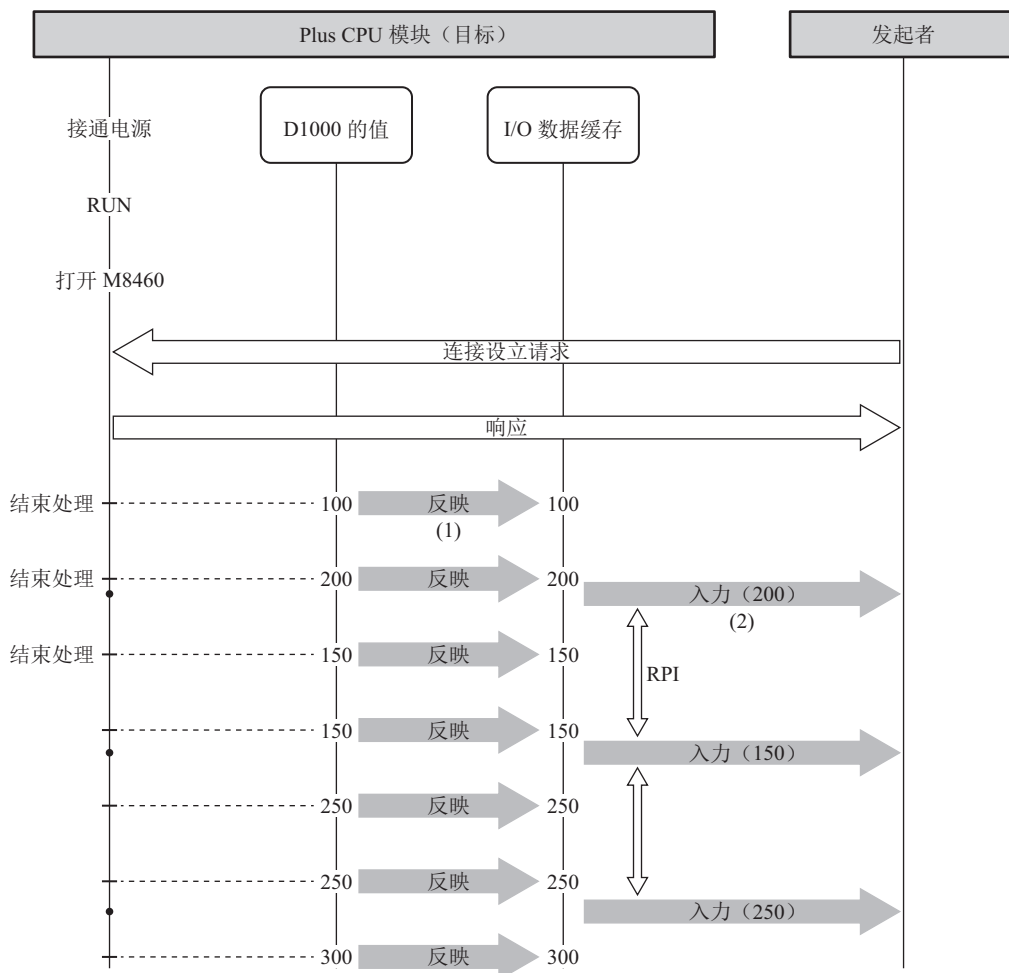 Plus CPU 模块（目标）
发起者
接通电源
D1000 的值
I/O 数据缓存
RUN
打开 M8460
连接设立请求
响应
结束处理
100
反映
100
(1)
结束处理
200
反映
200
入力（200）
(2)
结束处理
150
反映
150
RPI
150
反映
150
入力（150）
250
反映
250
250
反映
250
入力（250）
300
反映
300